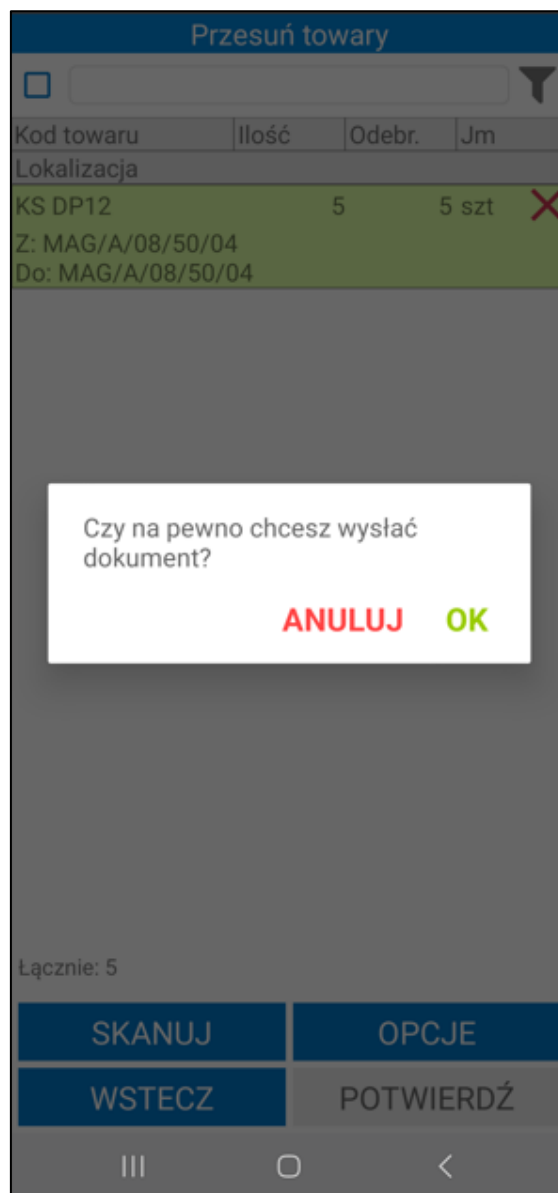 Przesuń towary
Kod towaru Ilość Odebr. Jm
Lokalizacja
KS DP12 5 5 szt
Z: MAG/A/08/50/04
Do: MAG/A/08/50/04
Czy na pewno chcesz wysłać
dokument?
ANULUJ OK
Łącznie: 5
SKANUJ OPCJE
WSTECZ POTWIERDŹ